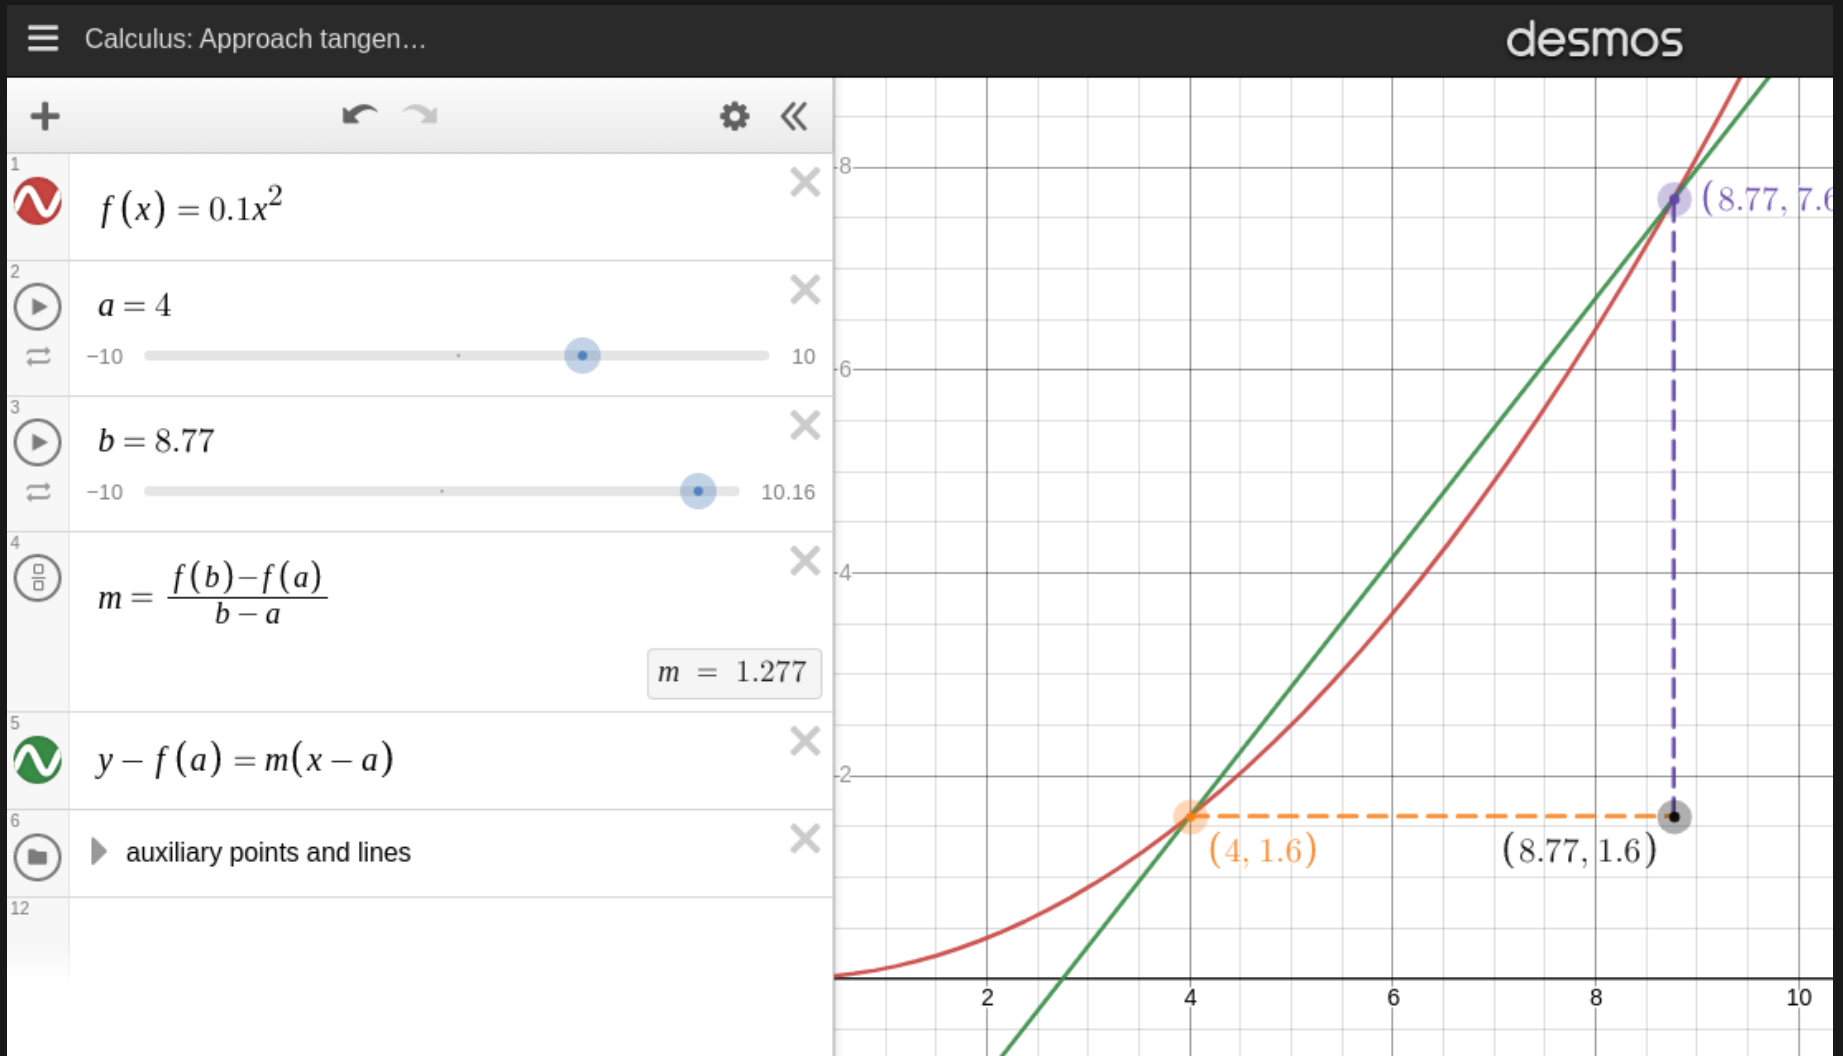 Calculus: Approach tangen…
desmos
1
f(x) = 0.1x²
2
a = 4
−10
10
3
b = 8.77
−10
10.16
4
m = \frac{f(b)−f(a)}{b − a}
m = 1.277
5
y − f(a) = m(x − a)
6
auxiliary points and lines
12
8
6
4
2
(8.77, 7.6
(4, 1.6)
(8.77, 1.6)
2
4
6
8
10